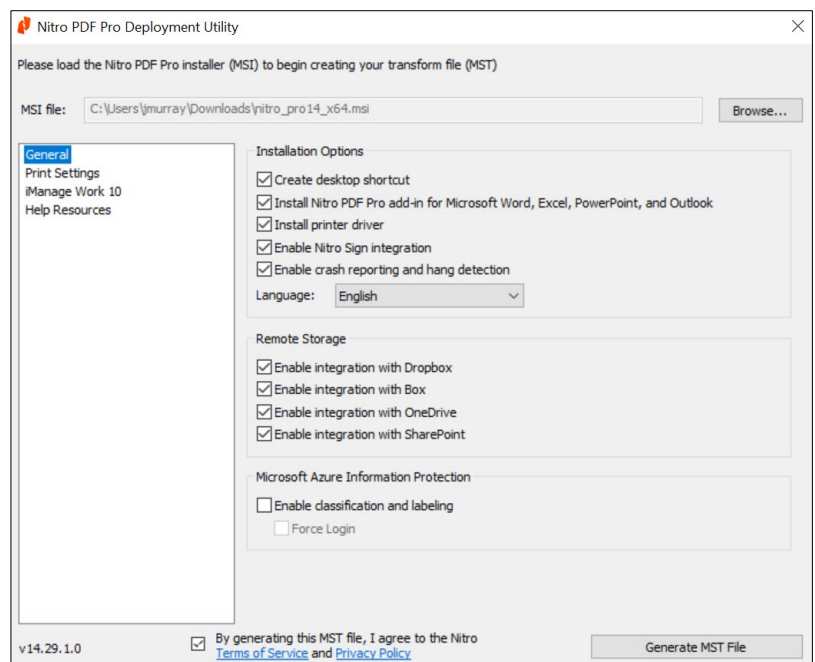 Nitro PDF Pro Deployment Utility
Please load the Nitro PDF Pro installer (MSI) to begin creating your transform file (MST)
MSI file: C:\Users\jmurray\Downloads\nitro_pro14_x64.msi Browse...
General
Print Settings
iManage Work 10
Help Resources
Installation Options
Create desktop shortcut
Install Nitro PDF Pro add-in for Microsoft Word, Excel, PowerPoint, and Outlook
Install printer driver
Enable Nitro Sign integration
Enable crash reporting and hang detection
Language: English
Remote Storage
Enable integration with Dropbox
Enable integration with Box
Enable integration with OneDrive
Enable integration with SharePoint
Microsoft Azure Information Protection
Enable classification and labeling
Force Login
v14.29.1.0
By generating this MST file, I agree to the Nitro
Terms of Service and Privacy Policy
Generate MST File